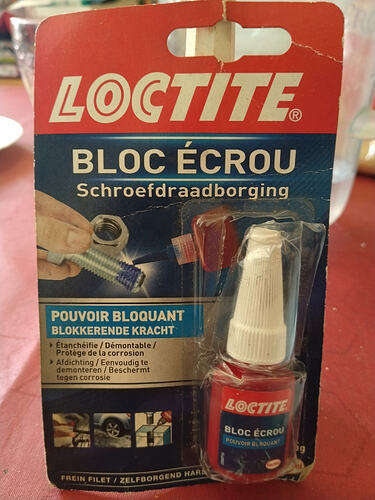 LOCTITE®
BLOC ÉCROU
Schroefdraadborging
POUVOIR BLOQUANT
BLOKKERENDE KRACHT
Étanchéifie / Démontable /
Protège de la corrosion
Afdichting / Eenvoudig te
demonteren / Beschermt
tegen corrosie
LOCTITE
BLOC ÉCROU
POUVOIR BLOQUANT
FREIN FILET / ZELFBORGEND HARS